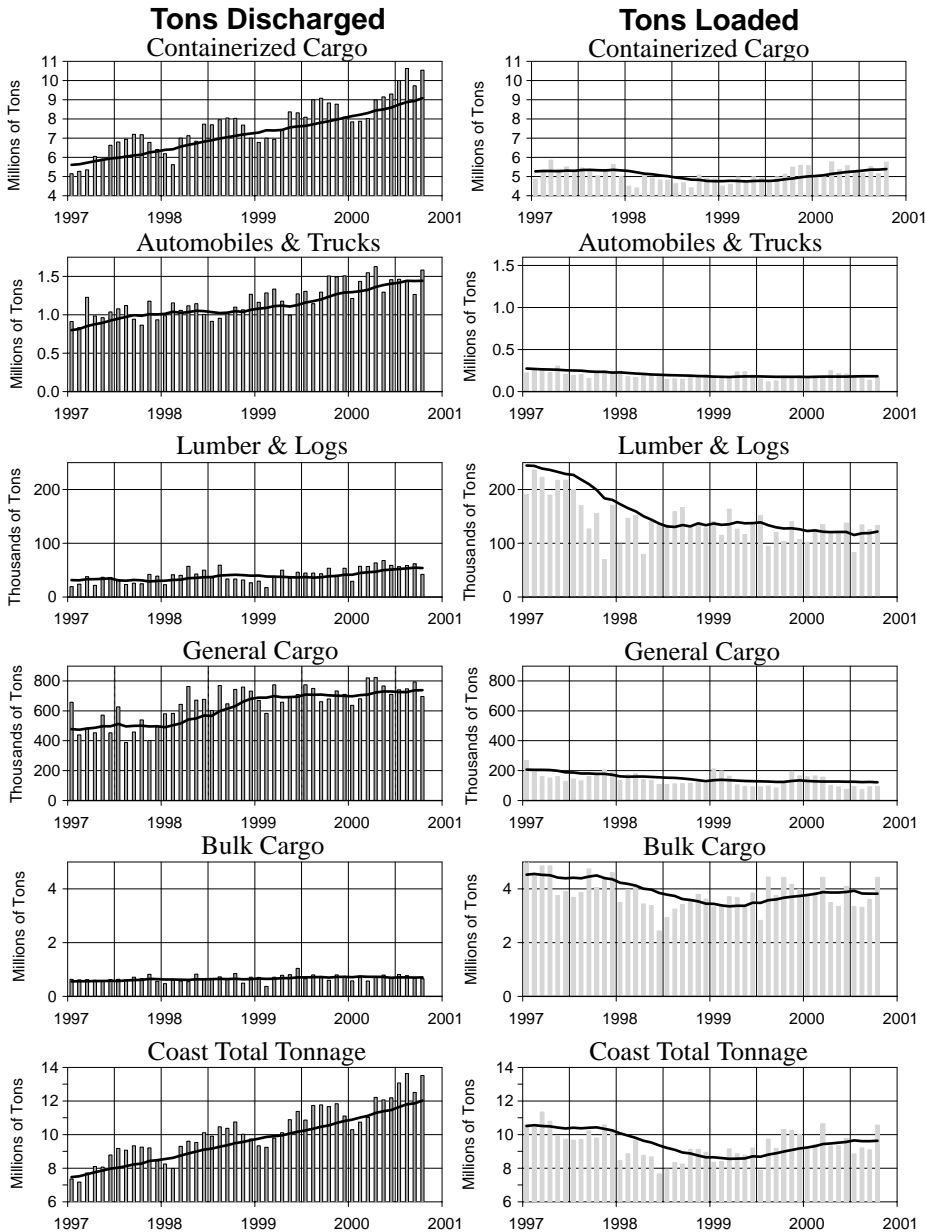 Tons Discharged
Containerized Cargo
Millions of Tons
11
10
9
8
7
6
5
4
1997 1998 1999 2000 2001
Automobiles & Trucks
Millions of Tons
1.5
1.0
0.5
0.0
1997 1998 1999 2000 2001
Lumber & Logs
Thousands of Tons
200
100
0
1997 1998 1999 2000 2001
General Cargo
Thousands of Tons
800
600
400
200
0
1997 1998 1999 2000 2001
Bulk Cargo
Millions of Tons
4
2
0
1997 1998 1999 2000 2001
Coast Total Tonnage
Millions of Tons
14
12
10
8
6
1997 1998 1999 2000 2001
Tons Loaded
Containerized Cargo
Millions of Tons
11
10
9
8
7
6
5
4
1997 1998 1999 2000 2001
Automobiles & Trucks
Millions of Tons
1.5
1.0
0.5
0.0
1997 1998 1999 2000 2001
Lumber & Logs
Thousands of Tons
200
100
0
1997 1998 1999 2000 2001
General Cargo
Thousands of Tons
800
600
400
200
0
1997 1998 1999 2000 2001
Bulk Cargo
Millions of Tons
4
2
0
1997 1998 1999 2000 2001
Coast Total Tonnage
Millions of Tons
14
12
10
8
6
1997 1998 1999 2000 2001